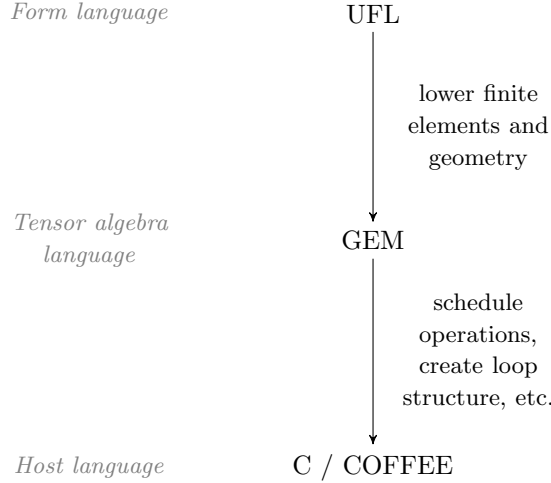 Form language
UFL
lower finite
elements and
geometry
Tensor algebra
language
GEM
schedule
operations,
create loop
structure, etc.
Host language
C / COFFEE